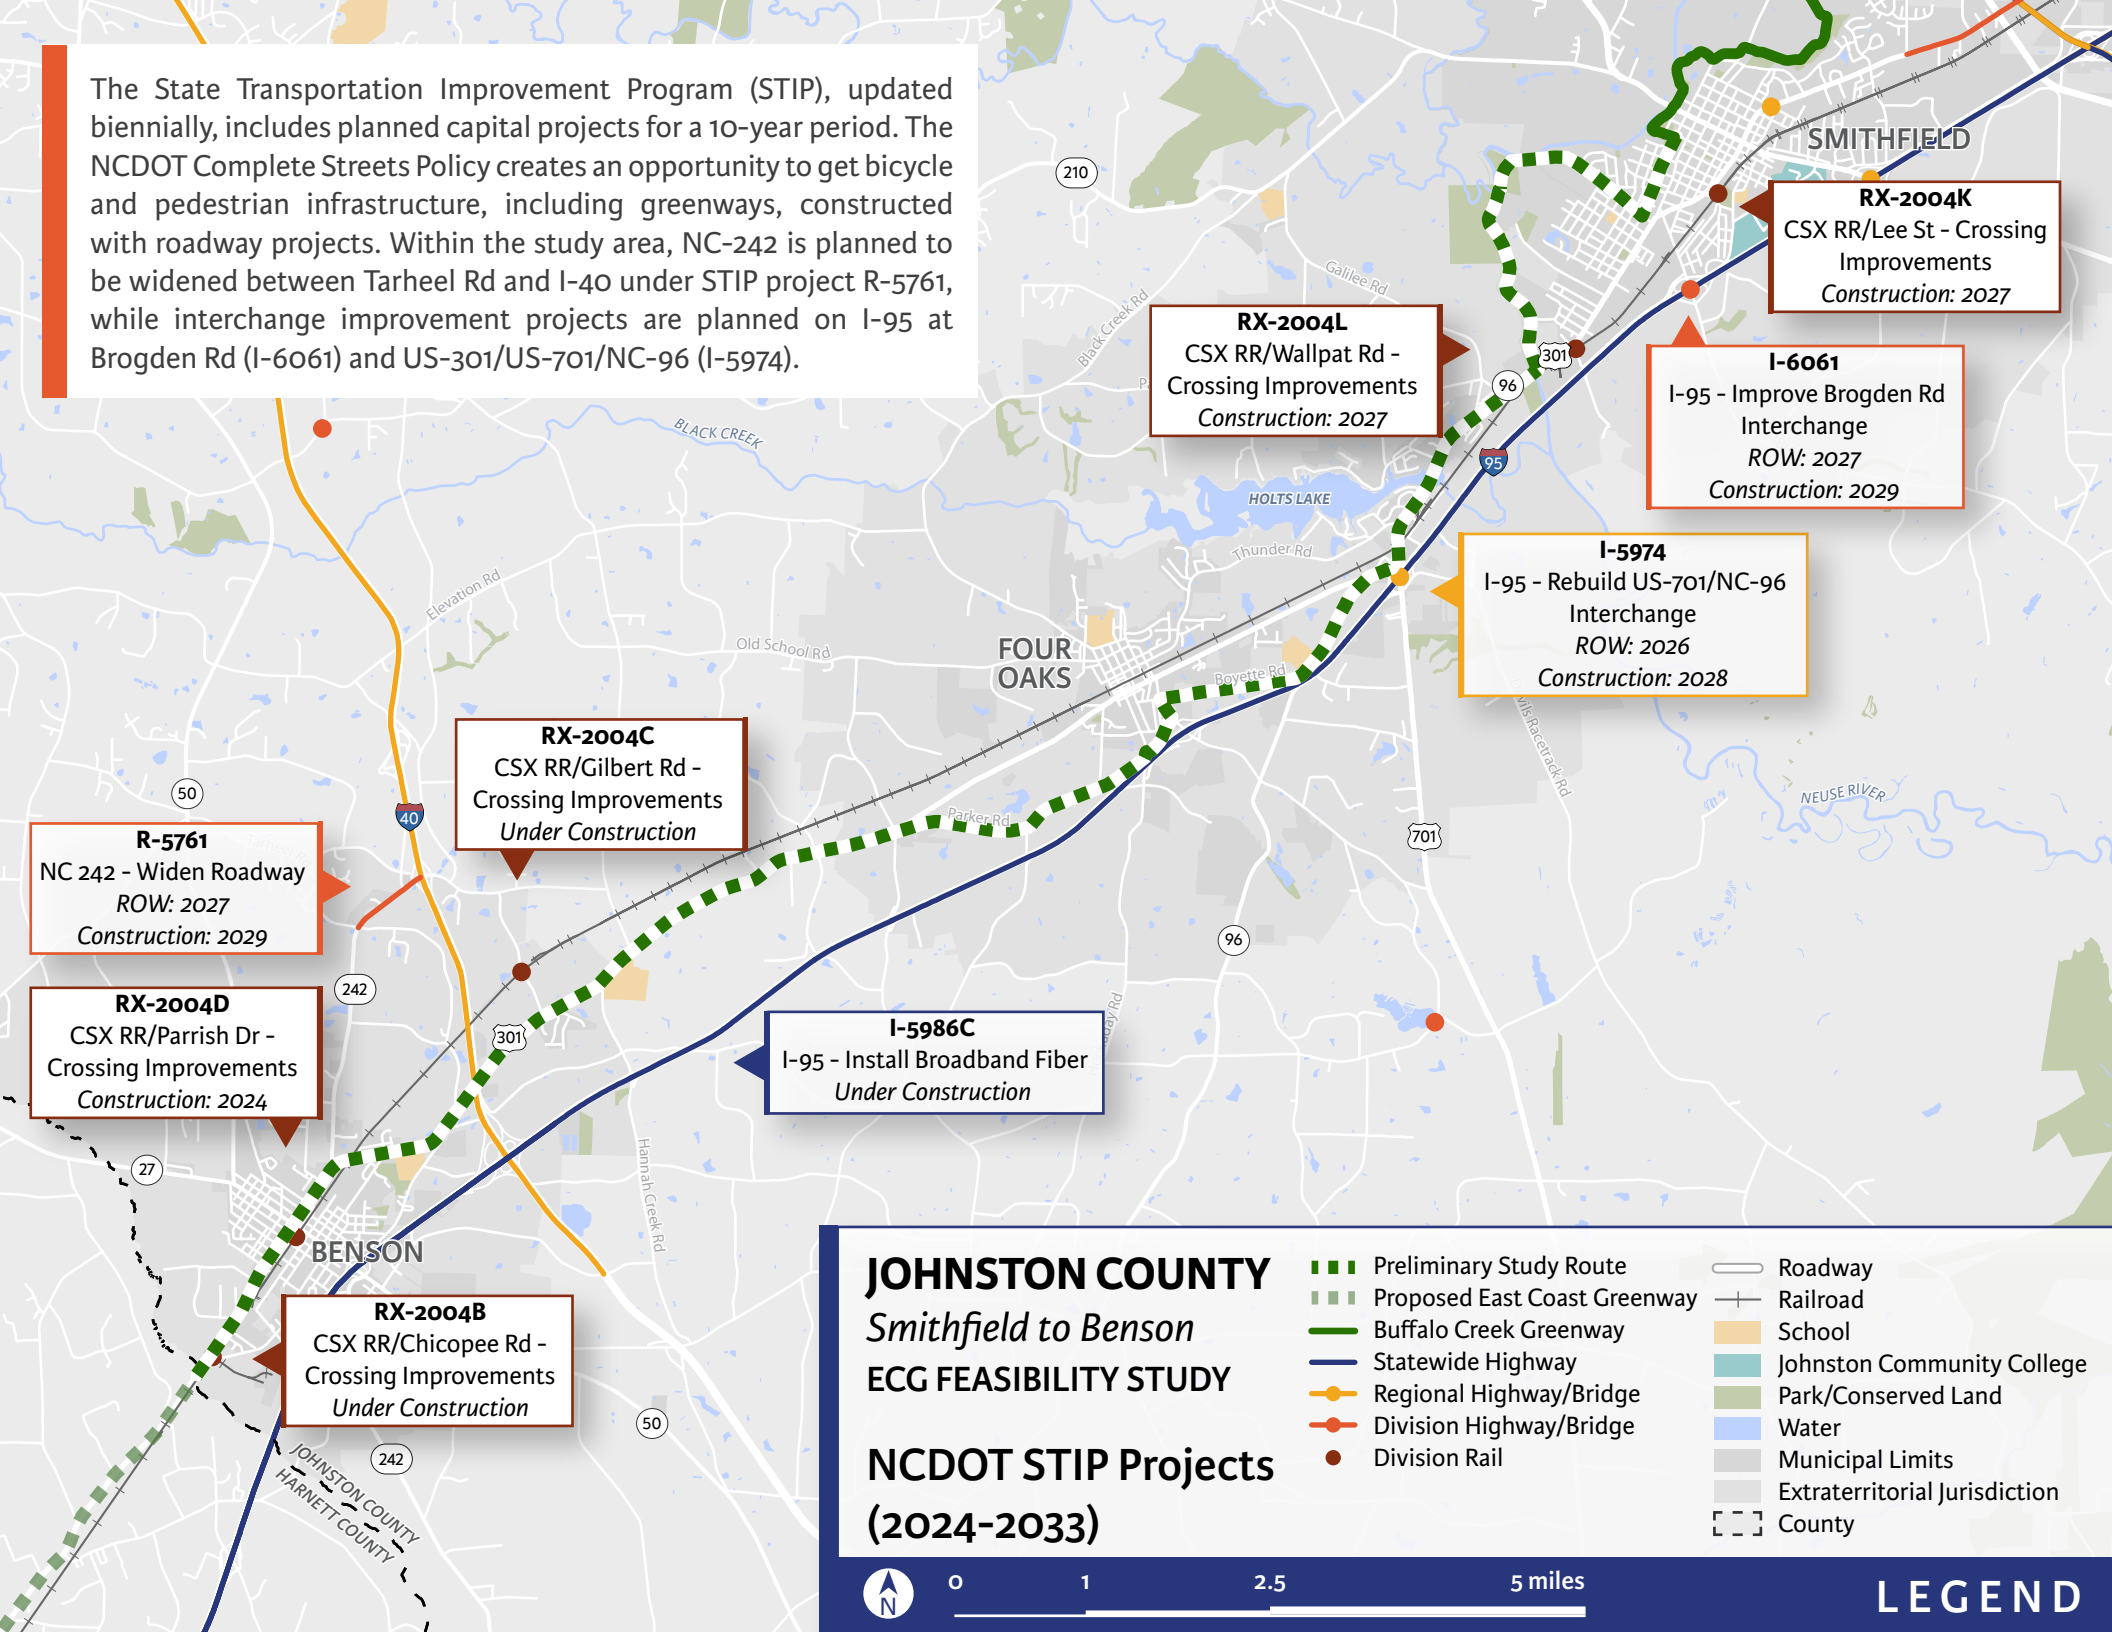 The State Transportation Improvement Program (STIP), updated
biennially, includes planned capital projects for a 10-year period. The
NCDOT Complete Streets Policy creates an opportunity to get bicycle
and pedestrian infrastructure, including greenways, constructed
with roadway projects. Within the study area, NC-242 is planned to
be widened between Tarheel Rd and I-40 under STIP project R-5761,
while interchange improvement projects are planned on I-95 at
Brogden Rd (I-6061) and US-301/US-701/NC-96 (I-5974).
210
SMITHFIELD
RX-2004K
CSX RR/Lee St - Crossing
Improvements
Construction: 2027
Galilee Rd
Black Creek Rd
RX-2004L
CSX RR/Wallpat Rd -
Crossing Improvements
Construction: 2027
301
96
I-6061
I-95 - Improve Brogden Rd
Interchange
ROW: 2027
Construction: 2029
BLACK CREEK
95
HOLTS LAKE
Thunder Rd
I-5974
I-95 - Rebuild US-701/NC-96
Interchange
ROW: 2026
Construction: 2028
Elevation Rd
Old School Rd
FOUR
OAKS
Boyette Rd
Racetrack Rd
RX-2004C
CSX RR/Gilbert Rd -
Crossing Improvements
Under Construction
50
40
Parker Rd
NEUSE RIVER
701
R-5761
NC 242 - Widen Roadway
ROW: 2027
Construction: 2029
96
242
RX-2004D
CSX RR/Parrish Dr -
Crossing Improvements
Construction: 2024
301
I-5986C
I-95 - Install Broadband Fiber
Under Construction
Rd
27
Hannah Creek Rd
BENSON
RX-2004B
CSX RR/Chicopee Rd -
Crossing Improvements
Under Construction
50
242
JOHNSTON COUNTY
HARNETT COUNTY
JOHNSTON COUNTY
Smithfield to Benson
ECG FEASIBILITY STUDY
NCDOT STIP Projects
(2024-2033)
Preliminary Study Route
Proposed East Coast Greenway
Buffalo Creek Greenway
Statewide Highway
Regional Highway/Bridge
Division Highway/Bridge
Division Rail
Roadway
Railroad
School
Johnston Community College
Park/Conserved Land
Water
Municipal Limits
Extraterritorial Jurisdiction
County
N
0 1 2.5 5 miles
LEGEND